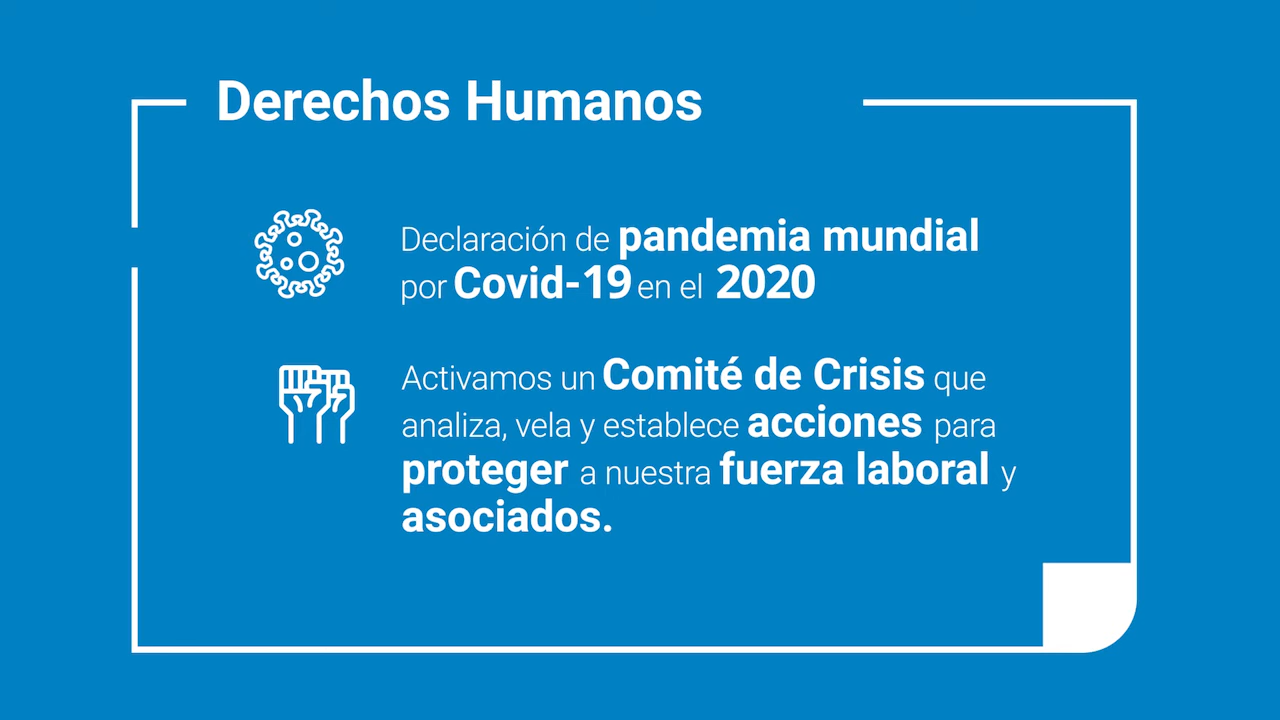 Derechos Humanos
Declaración de pandemia mundial
por Covid-19 en el 2020
Activamos un Comité de Crisis que
analiza, vela y establece acciones para
proteger a nuestra fuerza laboral y
asociados.